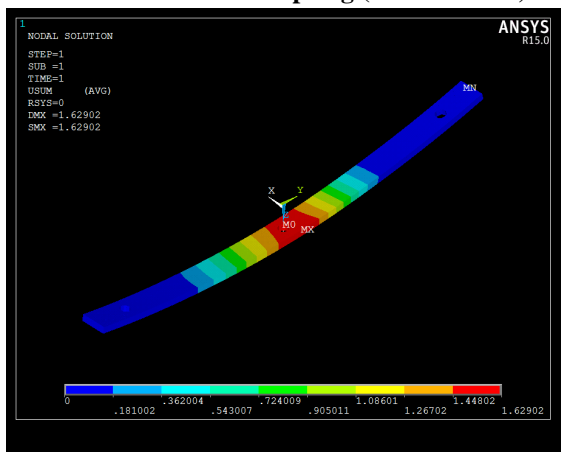 1
NODAL SOLUTION
ANSYS
R15.0
STEP=1
SUB =1
TIME=1
USUM (AVG)
RSYS=0
DMX =1.62902
SMX =1.62902
MN
X
Y
Z
M0
MX
0 .362004 .724009 1.08601 1.44802
.181002 .543007 .905011 1.26702 1.62902